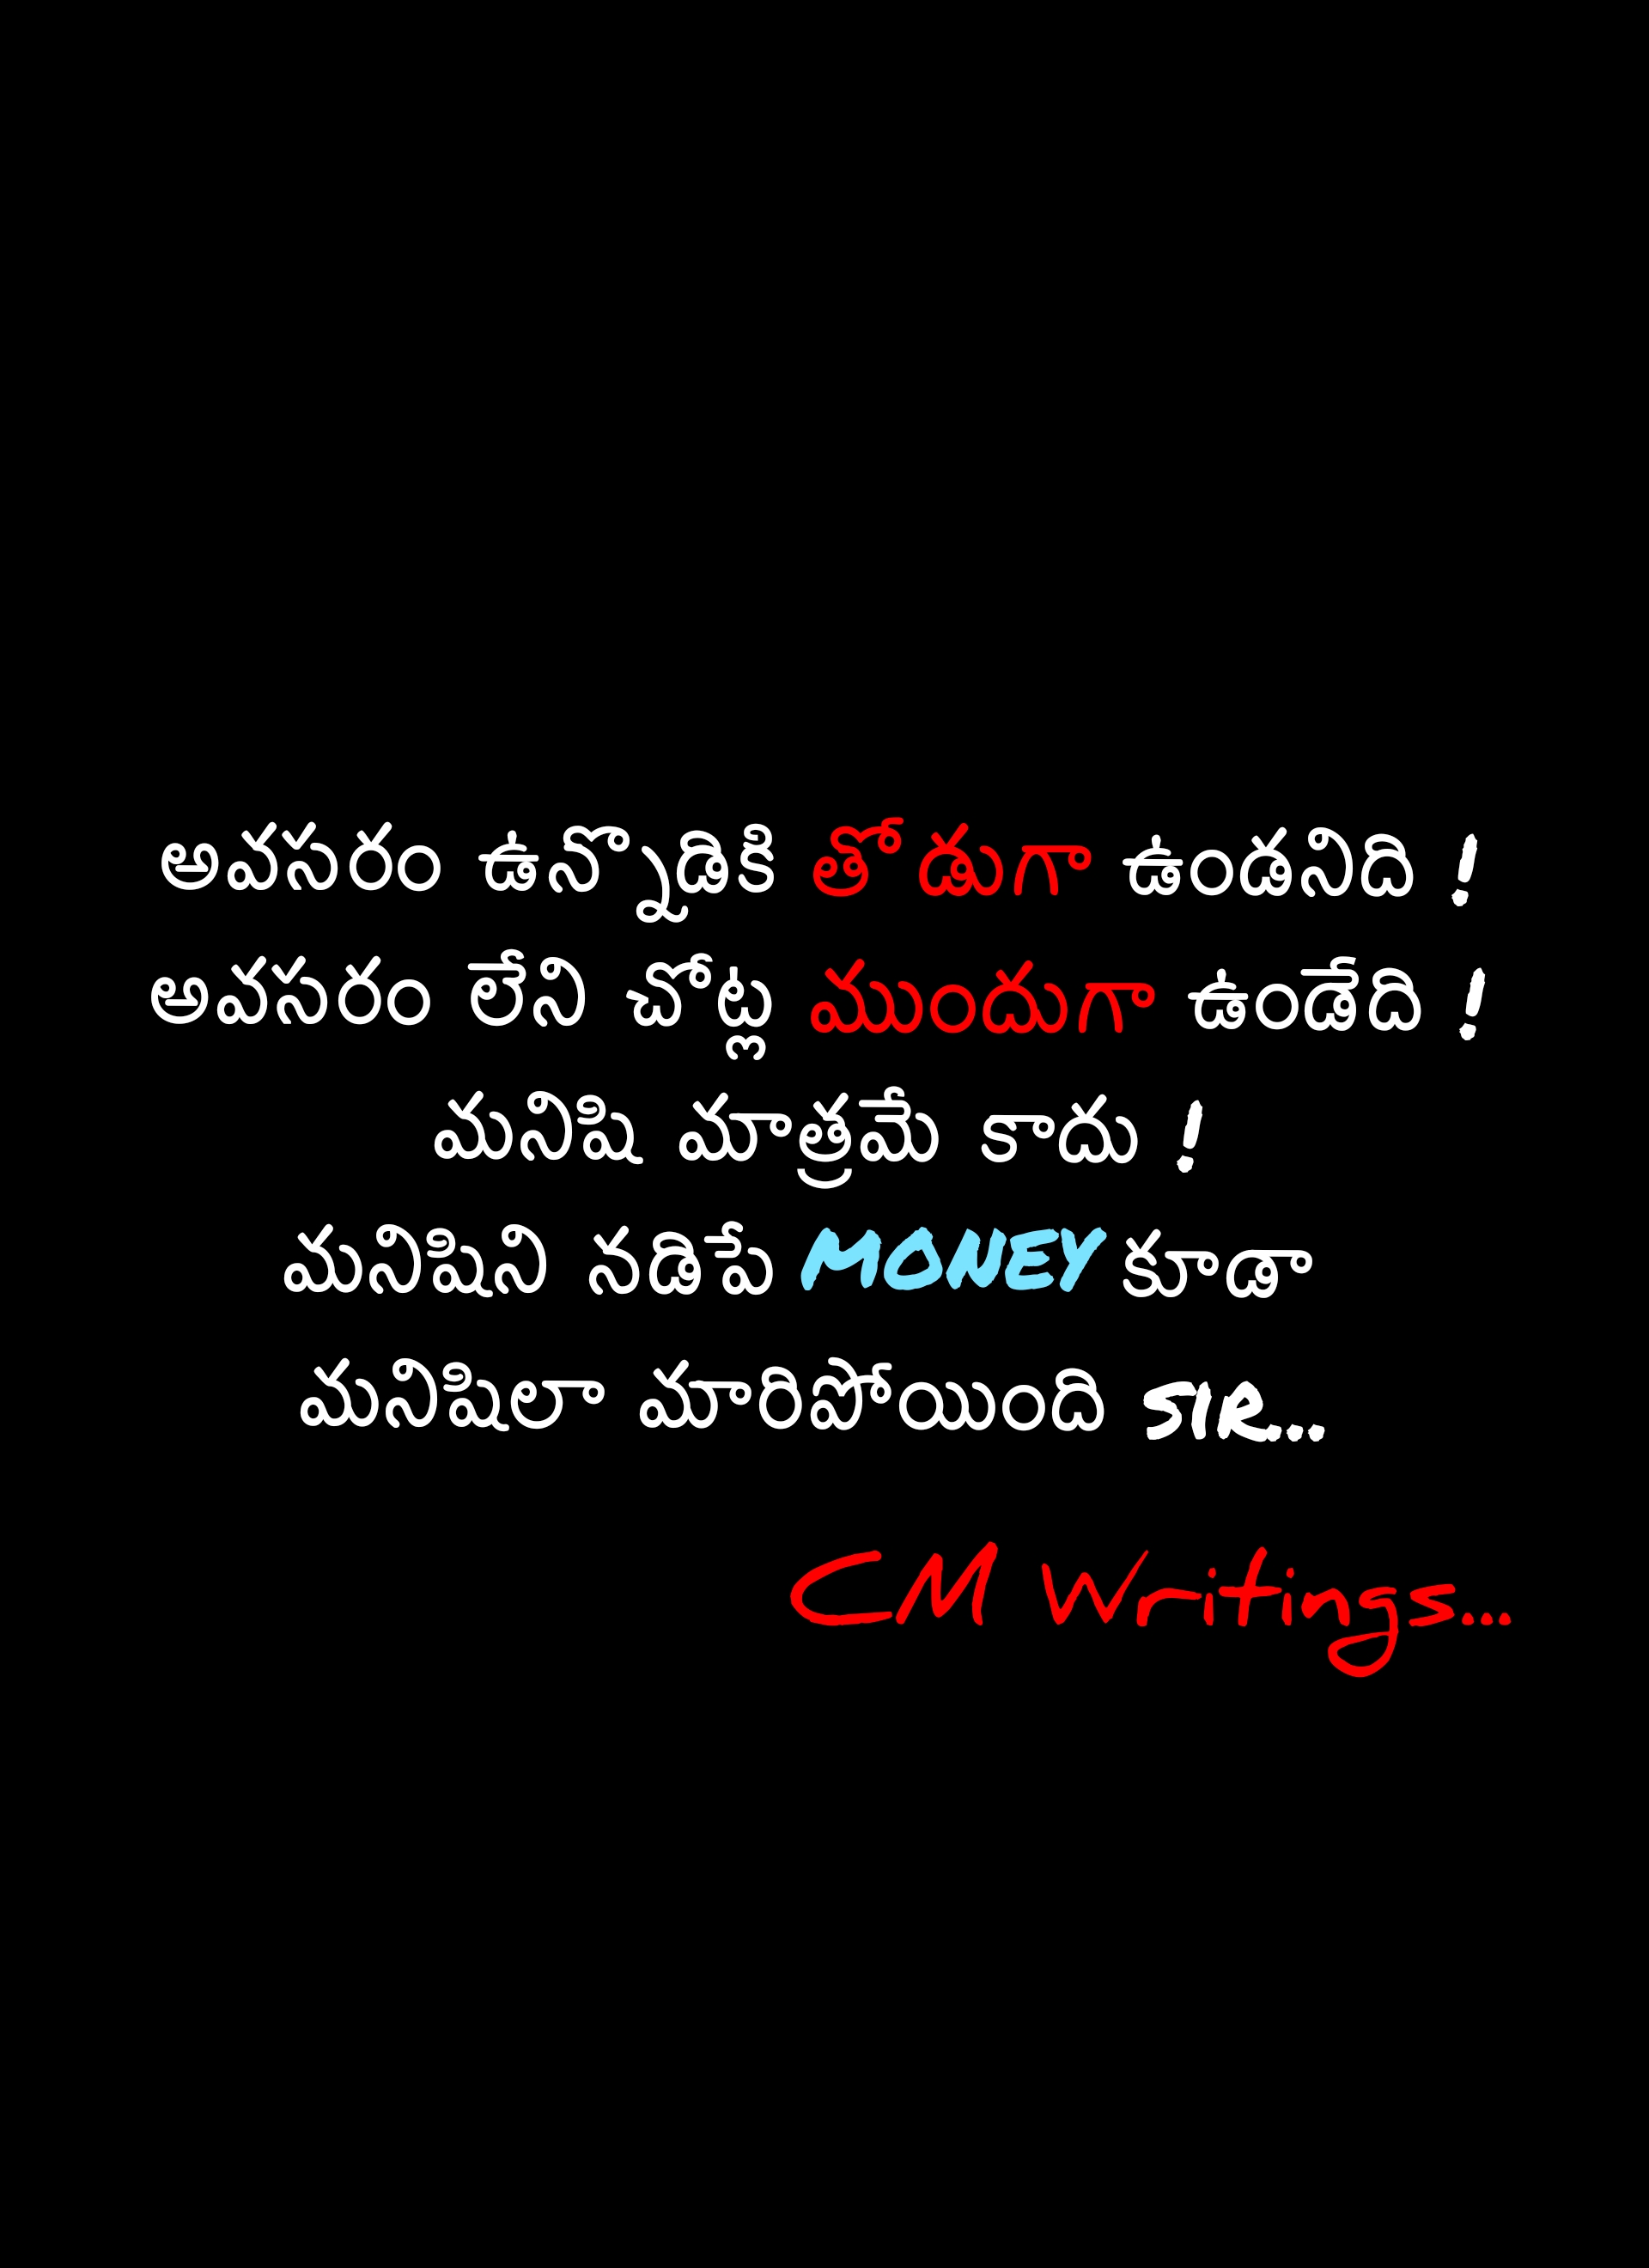 అవసరం ఉన్నోడికి తోడుగా ఉండనిది !
అవసరం లేని చోట్ల ముందుగా ఉండేది !
మనిషి మాత్రమే కాదు !
మనిషిని నడిపే MONEY కూడా
మనిషిలా మారిపోయింది SIR...
CM Writings...